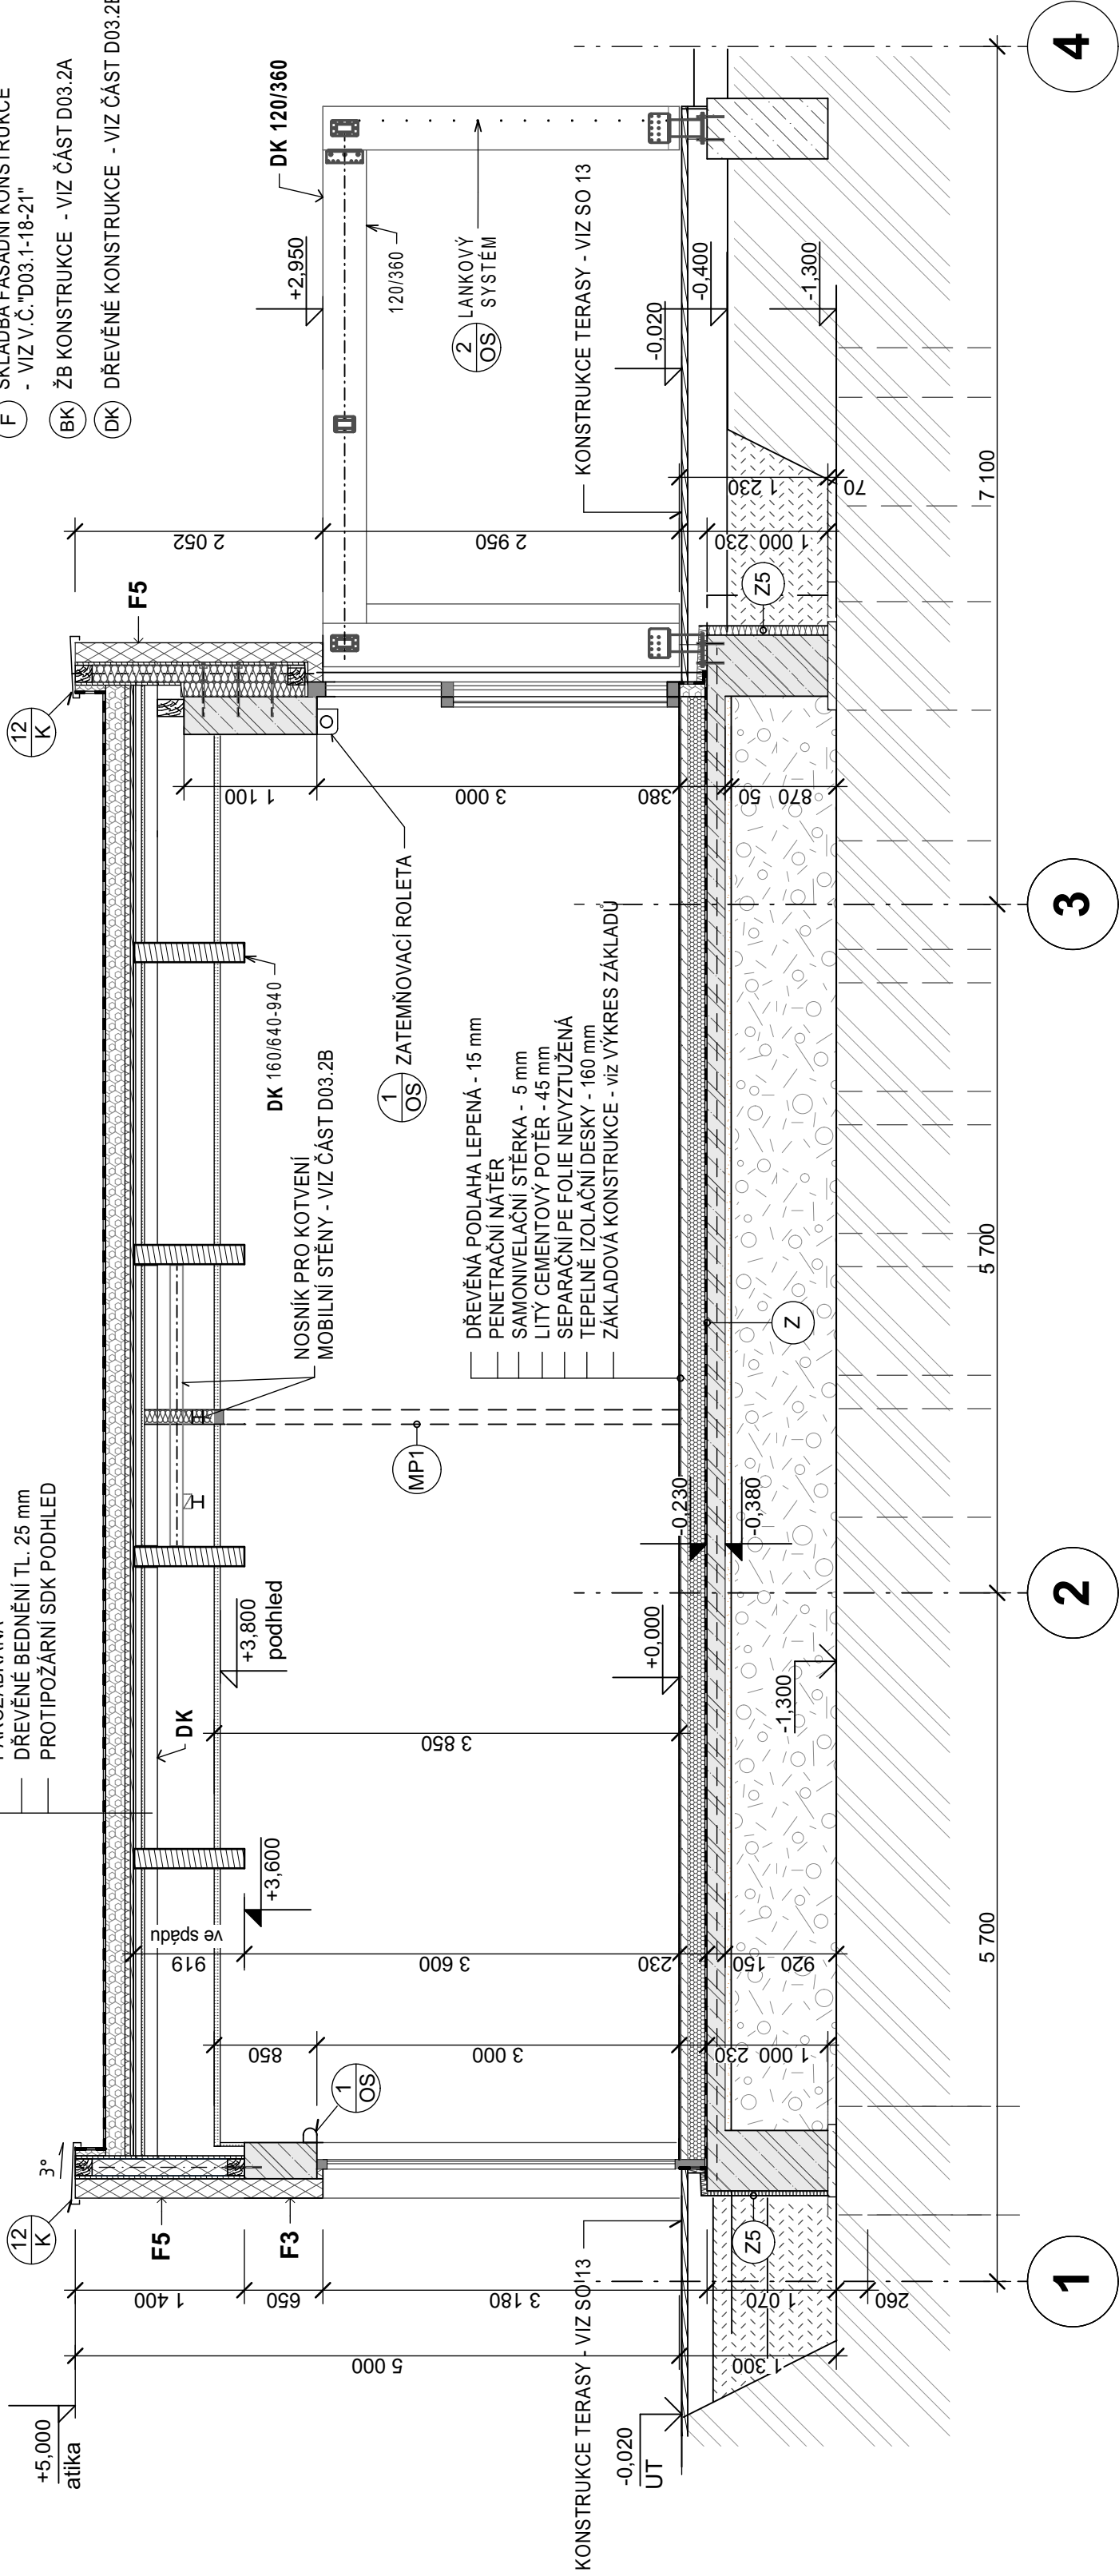 F SKLADBA FASÁDNÍ KONSTRUKCE
- VIZ V.Č."D03.1-18-21"
BK ŽB KONSTRUKCE - VIZ ČÁST D03.2A
DK DŘEVĚNÉ KONSTRUKCE - VIZ ČÁST D03.2B
DŘEVĚNÉ BEDNĚNÍ TL. 25 mm
PROTIPOŽÁRNÍ SDK PODHLED
+5,000
atika
12
K
3°
F5
F3
1 400
650
3 180
1 070
260
5 000
1 300
KONSTRUKCE TERASY - VIZ SO 13
-0,020
UT
Z5
1
OS
850
3 000
230
1 000
919
ve spádu
3 600
230
150
920
+3,600
DK
+3,800
podhled
3 850
+0,000
-1,300
-0,230
-0,380
MP1
NOSNÍK PRO KOTVENÍ
MOBILNÍ STĚNY - VIZ ČÁST D03.2B
DK 160/640-940
1
OS
ZATEMŇOVACÍ ROLETA
DŘEVĚNÁ PODLAHA LEPENÁ - 15 mm
PENETRAČNÍ NÁTĚR
SAMONIVELAČNÍ STĚRKA - 5 mm
LITÝ CEMENTOVÝ POTĚR - 45 mm
SEPARAČNÍ PE FOLIE NEVYZTUŽENÁ
TEPELNĚ IZOLAČNÍ DESKY - 160 mm
ZÁKLADOVÁ KONSTRUKCE - viz VÝKRES ZÁKLADŮ
Z
1 100
3 000
380
50
870
12
K
F5
2 052
2 950
230
1 000
1 230
70
Z5
+2,950
DK 120/360
120/360
2
OS
LANKOVÝ
SYSTÉM
KONSTRUKCE TERASY - VIZ SO 13
-0,020
-0,400
-1,300
5 700
5 700
7 100
1
2
3
4